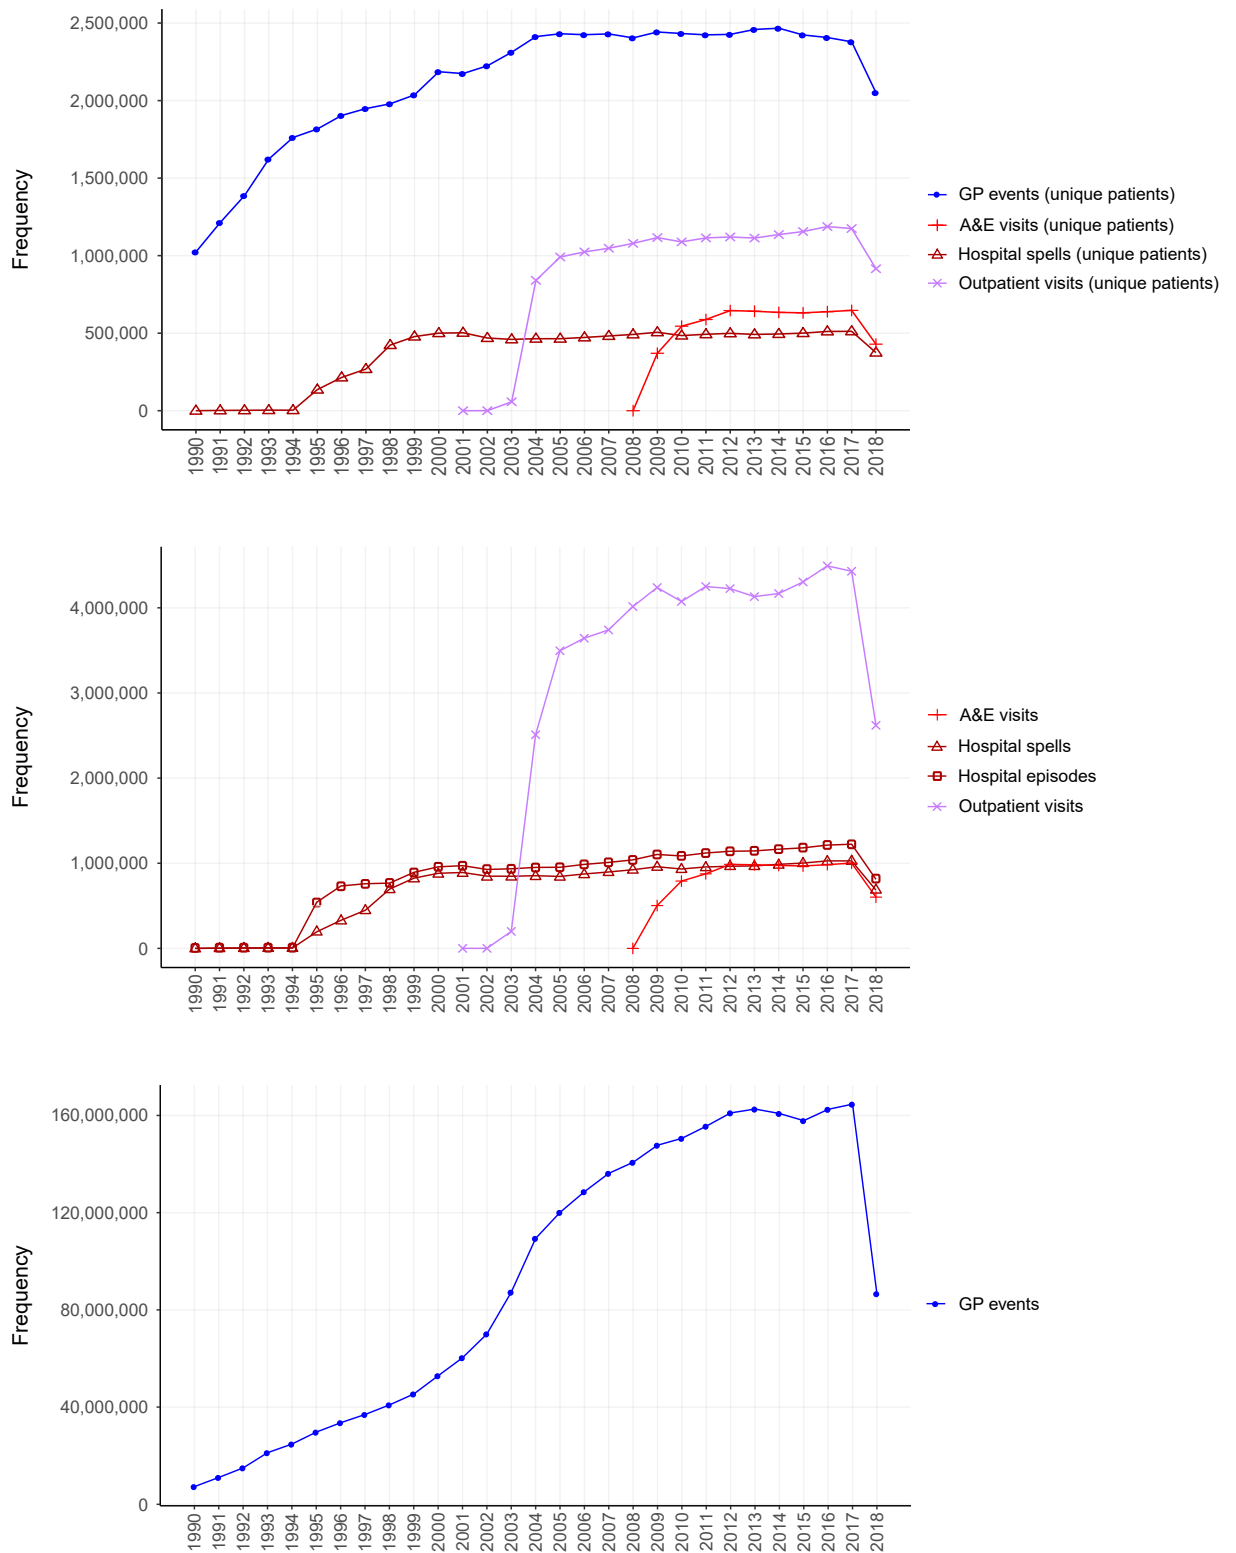 Frequency
2,500,000
2,000,000
1,500,000
1,000,000
500,000
0
1990 1991 1992 1993 1994 1995 1996 1997 1998 1999 2000 2001 2002 2003 2004 2005 2006 2007 2008 2009 2010 2011 2012 2013 2014 2015 2016 2017 2018
GP events (unique patients)
A&E visits (unique patients)
Hospital spells (unique patients)
Outpatient visits (unique patients)
Frequency
4,000,000
3,000,000
2,000,000
1,000,000
0
1990 1991 1992 1993 1994 1995 1996 1997 1998 1999 2000 2001 2002 2003 2004 2005 2006 2007 2008 2009 2010 2011 2012 2013 2014 2015 2016 2017 2018
A&E visits
Hospital spells
Hospital episodes
Outpatient visits
Frequency
160,000,000
120,000,000
80,000,000
40,000,000
0
1990 1991 1992 1993 1994 1995 1996 1997 1998 1999 2000 2001 2002 2003 2004 2005 2006 2007 2008 2009 2010 2011 2012 2013 2014 2015 2016 2017 2018
GP events